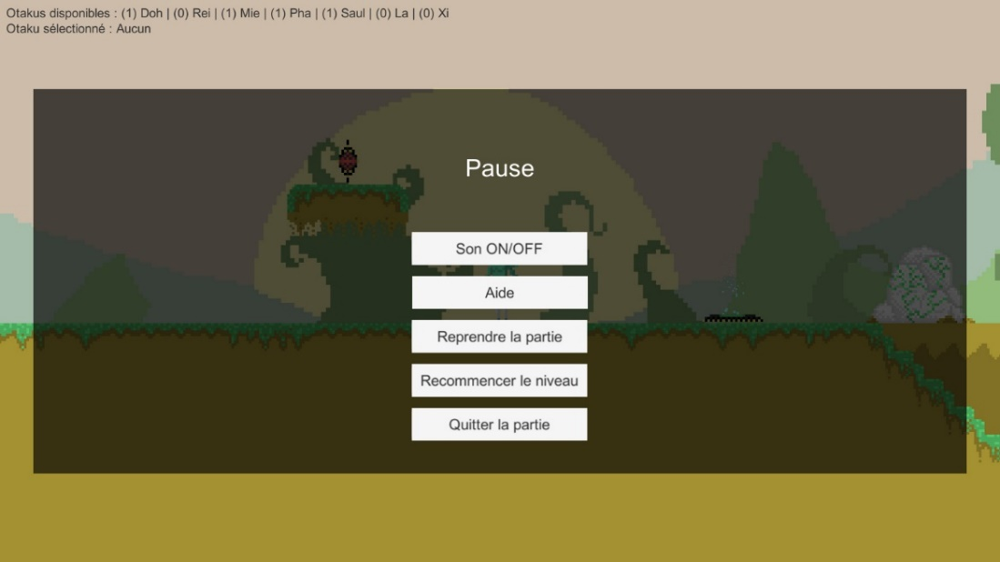 Otakus disponibles : (1) Doh | (0) Rei | (1) Mie | (1) Pha | (1) Saul | (0) La | (0) Xi
Otaku sélectionné : Aucun
Pause
Son ON/OFF
Aide
Reprendre la partie
Recommencer le niveau
Quitter la partie